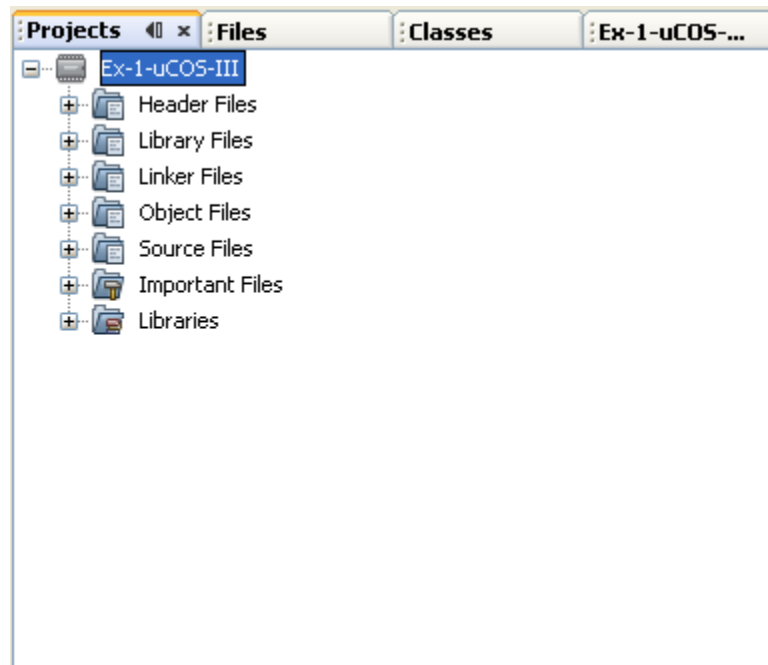 Projects Files Classes Ex-1-uCOS-...
Ex-1-uCOS-III
Header Files
Library Files
Linker Files
Object Files
Source Files
Important Files
Libraries